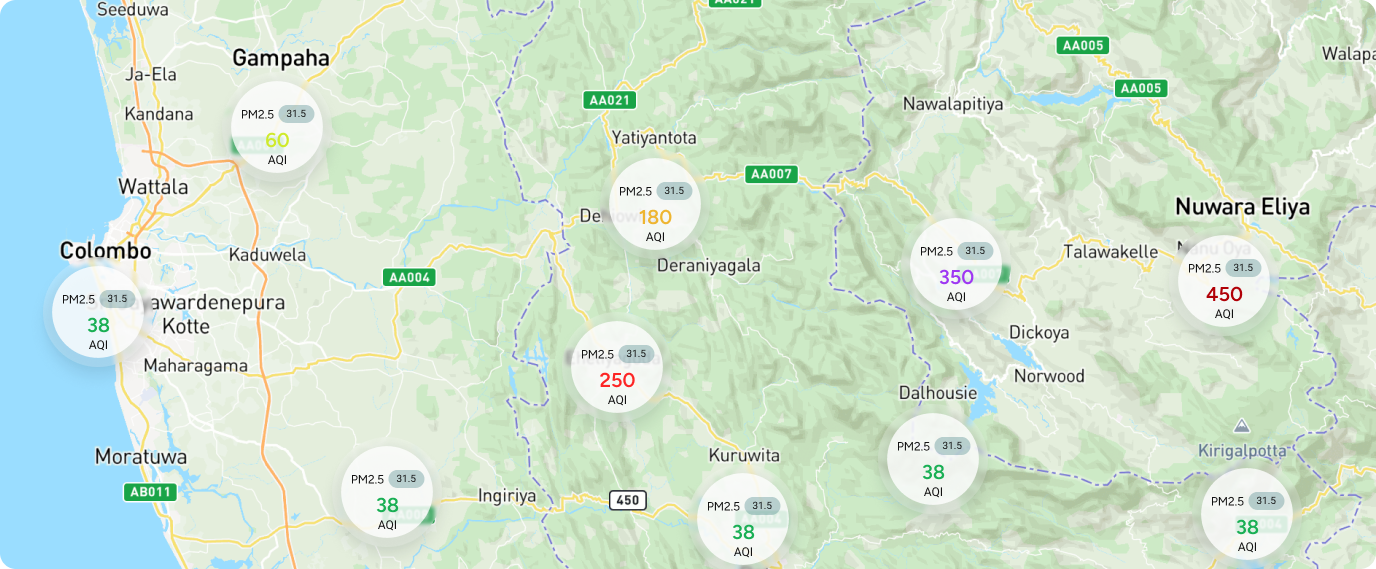 AA021
Seeduwa
AA005
Gampaha
Walapa
Ja-Ela
AA005
AA021
Nawalapitiya
Kandana
PM2.5 31.5
60
AQI
Yatiyantota
AA007
Wattala
PM2.5 31.5
180
AQI
Nuwara Eliya
Colombo
Kaduwela
Deraniyagala
AA004
PM2.5 31.5
350
AQI
Talawakelle
Nanu Oya
PM2.5 31.5
450
AQI
PM2.5 31.5
38
AQI
awardenepura
Kotte
Maharagama
PM2.5 31.5
250
AQI
Dickoya
Norwood
Dalhousie
Moratuwa
AB011
PM2.5 31.5
38
AQI
Ingiriya
450
Kuruwita
PM2.5 31.5
38
AQI
PM2.5 31.5
38
AQI
Kirigalpotta
PM2.5 31.5
38
AQI